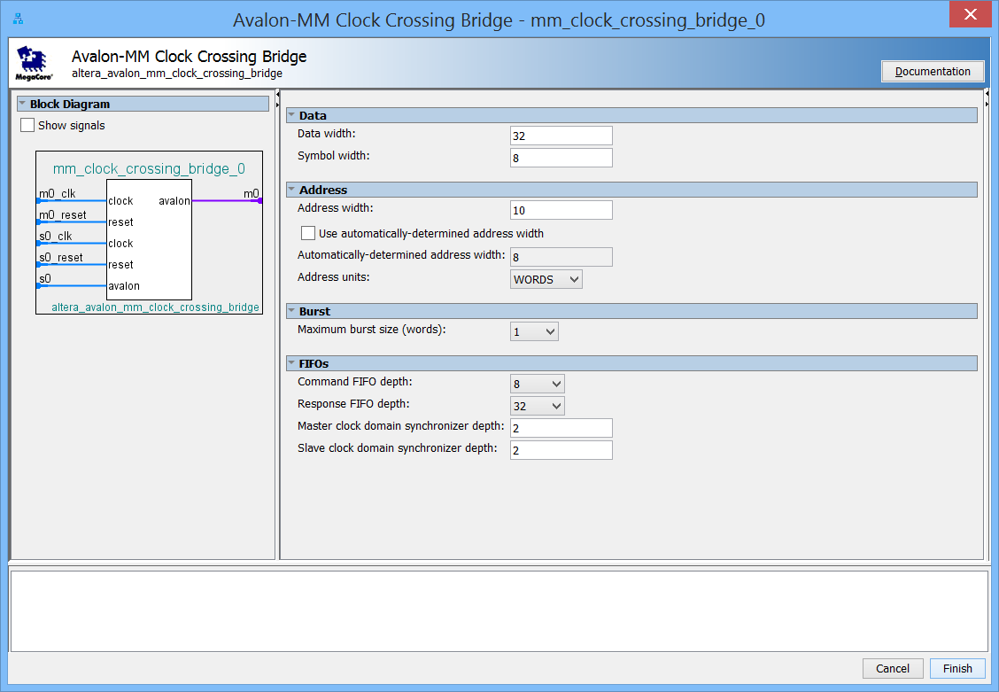 Avalon-MM Clock Crossing Bridge - mm_clock_crossing_bridge_0
MegaCore®
Avalon-MM Clock Crossing Bridge
altera_avalon_mm_clock_crossing_bridge
Documentation
Block Diagram
Show signals
mm_clock_crossing_bridge_0
m0_clk
clock
avalon
m0
m0_reset
reset
s0_clk
clock
s0_reset
reset
s0
avalon
altera_avalon_mm_clock_crossing_bridge
Data
Data width: 32
Symbol width: 8
Address
Address width: 10
Use automatically-determined address width
Automatically-determined address width: 8
Address units: WORDS
Burst
Maximum burst size (words): 1
FIFOs
Command FIFO depth: 8
Response FIFO depth: 32
Master clock domain synchronizer depth: 2
Slave clock domain synchronizer depth: 2
Cancel
Finish